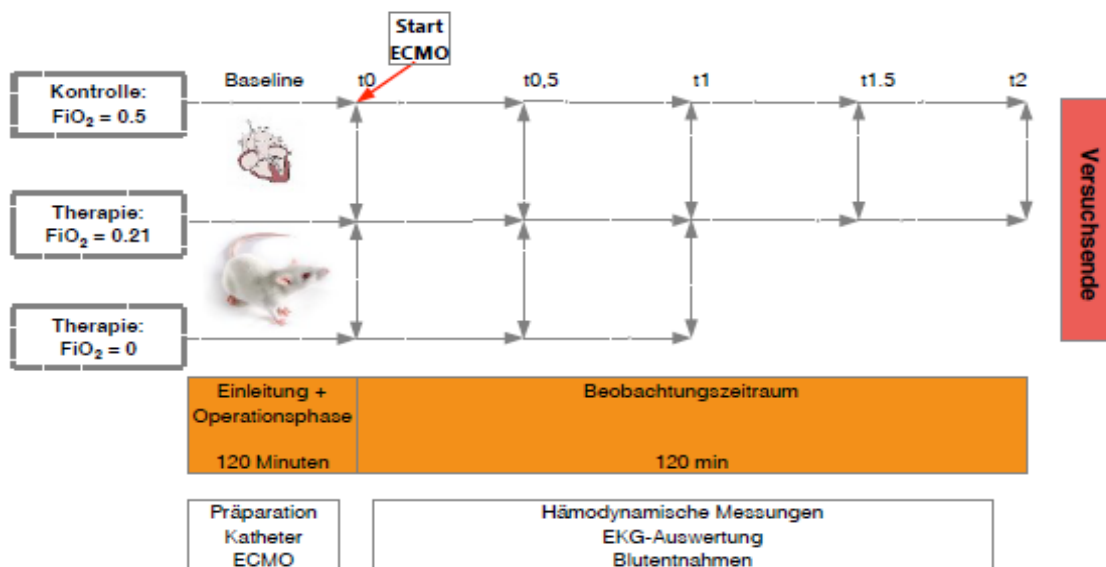 Start
ECMO
Baseline t0 t0,5 t1 t1.5 t2
Kontrolle:
FiO₂ = 0.5
Therapie:
FiO₂ = 0.21
Therapie:
FiO₂ = 0
Versuchsende
Einleitung +
Operationsphase
120 Minuten
Beobachtungszeitraum
120 min
Präparation
Katheter
ECMO
Hämodynamische Messungen
EKG-Auswertung
Blutentnahmen